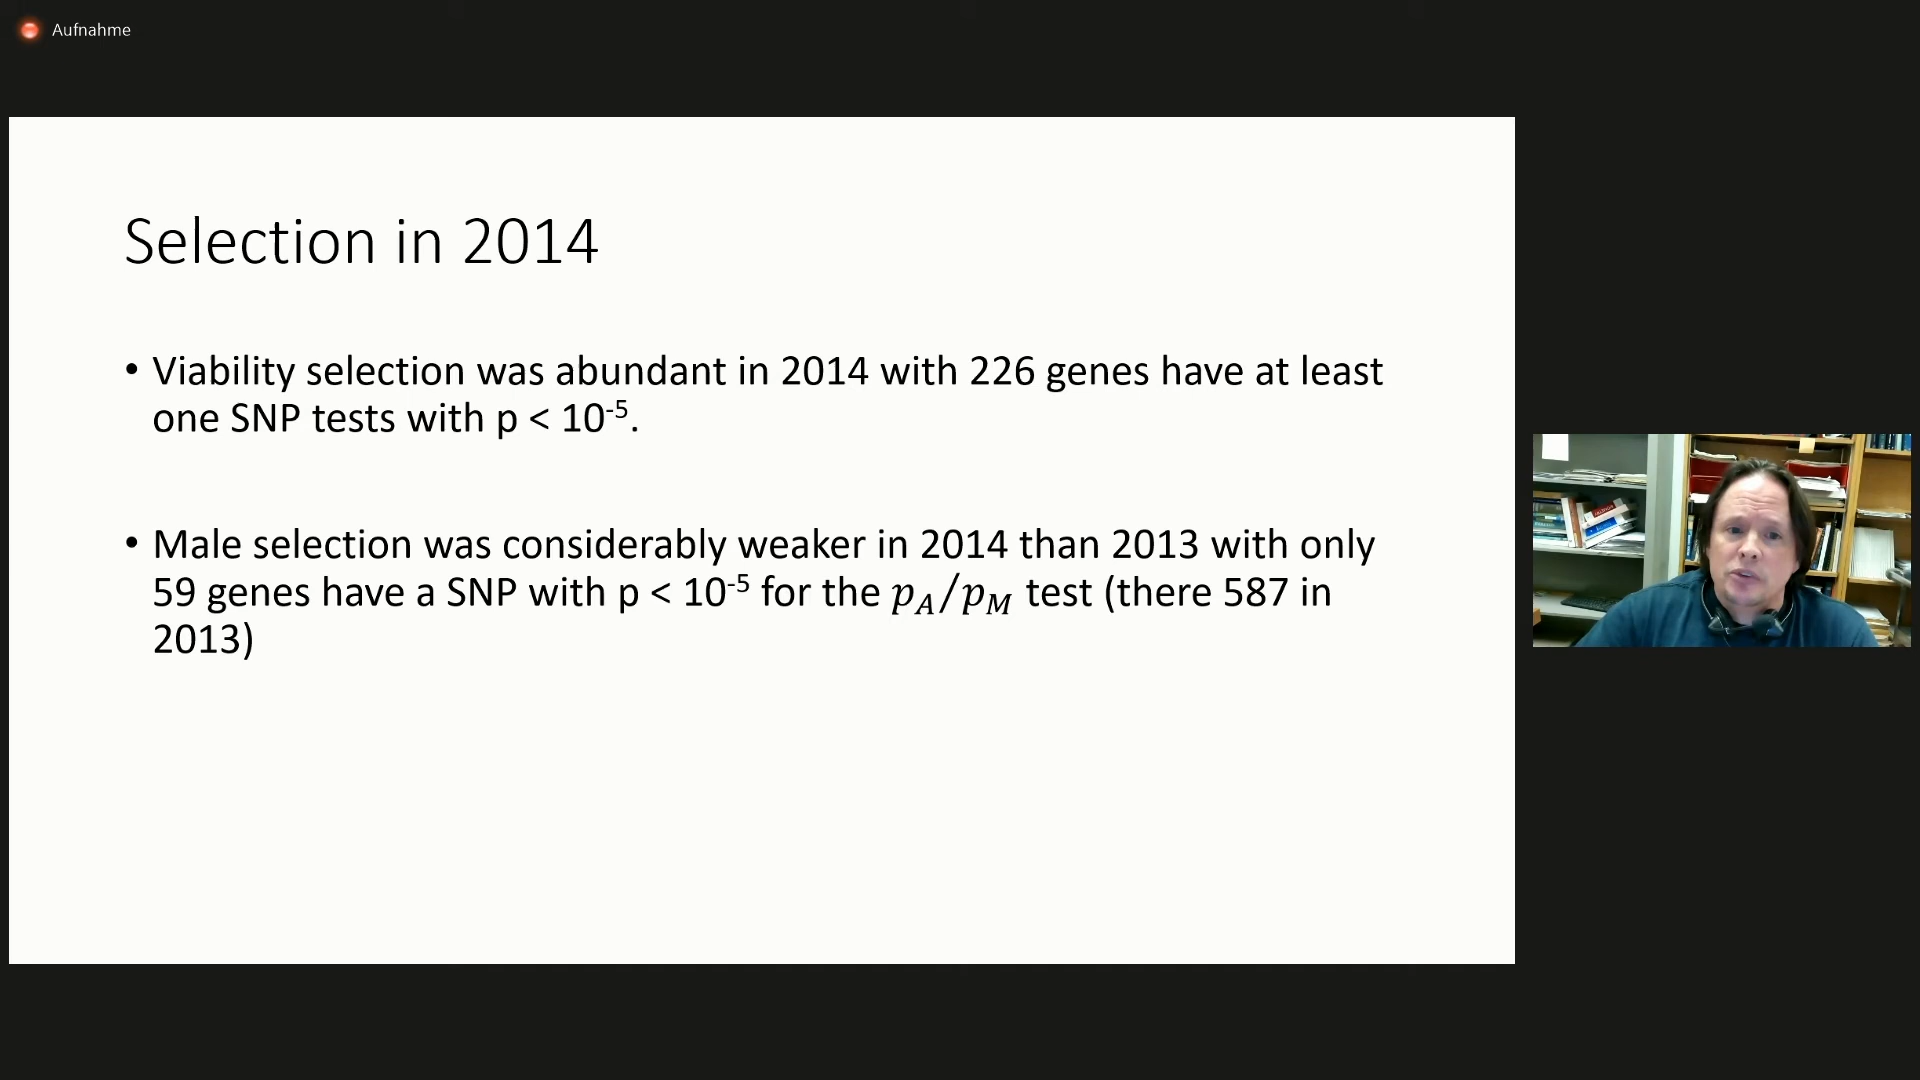 Aufnahme
Selection in 2014
• Viability selection was abundant in 2014 with 226 genes have at least
one SNP tests with p < 10⁻⁵.
• Male selection was considerably weaker in 2014 than 2013 with only
59 genes have a SNP with p < 10⁻⁵ for the p_A/p_M test (there 587 in
2013)